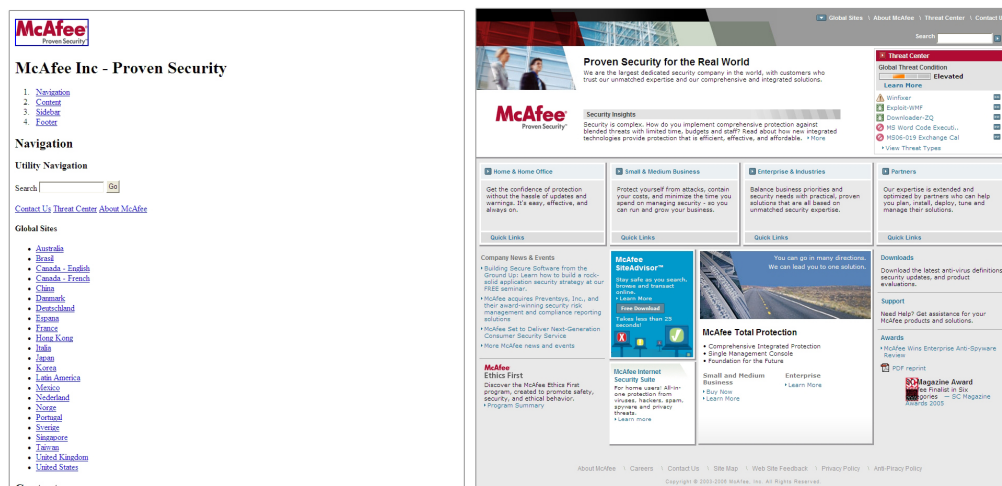 McAfee
Proven Security™
McAfee Inc - Proven Security
1. Navigation
2. Content
3. Sidebar
4. Footer
Navigation
Utility Navigation
Search
Go
Contact Us Threat Center About McAfee
Global Sites
Australia
Brasil
Canada - English
Canada - French
China
Danmark
Deutschland
Espana
France
Hong Kong
Italia
Japan
Korea
Latin America
Mexico
Nederland
Norge
Portugal
Sverige
Singapore
Taiwan
United Kingdom
United States
Global Sites \ About McAfee \ Threat Center \ Contact
Search
Proven Security for the Real World
We are the largest dedicated security company in the world, with customers who
trust our unmatched expertise and our comprehensive and integrated solutions.
McAfee
Proven Security™
Security Insights
Security is complex. How do you implement comprehensive protection against
blended threats with limited time, budgets and staff? Read about how new integrated
technologies provide protection that is efficient, effective, and affordable. More
Threat Center
Global Threat Condition
Elevated
Learn More
Winfixer
Exploit-WMF
Downloader-ZQ
MS Word Code Executi..
MS06-019 Exchange Cal
View Threat Types
Home & Home Office
Get the confidence of protection
without the hassle of updates and
warnings. It's easy, effective, and
always on.
Quick Links
Small & Medium Business
Protect yourself from attacks, contain
your costs, and minimize the time you
spend on managing security - so you
can run and grow your business.
Quick Links
Enterprise & Industries
Balance business priorities and
security needs with practical, proven
solutions that are all based on
unmatched security expertise.
Quick Links
Partners
Our expertise is extended and
optimized by partners who can help
you plan, install, deploy, tune and
manage their solutions.
Quick Links
Company News & Events
Building Secure Software from the
Ground Up: Learn how to build a rock-
solid application security strategy at our
FREE seminar.
McAfee acquires Preventsys, Inc., and
their award-winning security risk
management and compliance reporting
solutions
McAfee Set to Deliver Next-Generation
Consumer Security Service
More McAfee news and events
McAfee
Ethics First
Discover the McAfee Ethics First
program, created to promote safety,
security, and ethical behavior.
Program Summary
McAfee
SiteAdvisor™
Stay safe as you search,
browse and transact
online.
Learn More
Free Download
Takes less than 25
seconds!
McAfee Internet
Security Suite
For home users! All-in-
one protection from
viruses, hackers, spam,
spyware and privacy
threats.
Learn more
You can go in many directions.
We can lead you to one solution.
McAfee Total Protection
• Comprehensive Integrated Protection
• Single Management Console
• Foundation for the Future
Small and Medium
Business
Buy Now
Learn More
Enterprise
Learn More
Downloads
Download the latest anti-virus definitions,
security updates, and product
evaluations.
Support
Need Help? Get assistance for your
McAfee products and solutions.
Awards
McAfee Wins Enterprise Anti-Spyware
Review
PDF reprint
Magazine Award
Finalist in Six
— SC Magazine
Awards 2005
About McAfee \ Careers \ Contact Us \ Site Map \ Web Site Feedback \ Privacy Policy \ Anti-Piracy Policy
Copyright © 2003-2006 McAfee, Inc. All Rights Reserved.